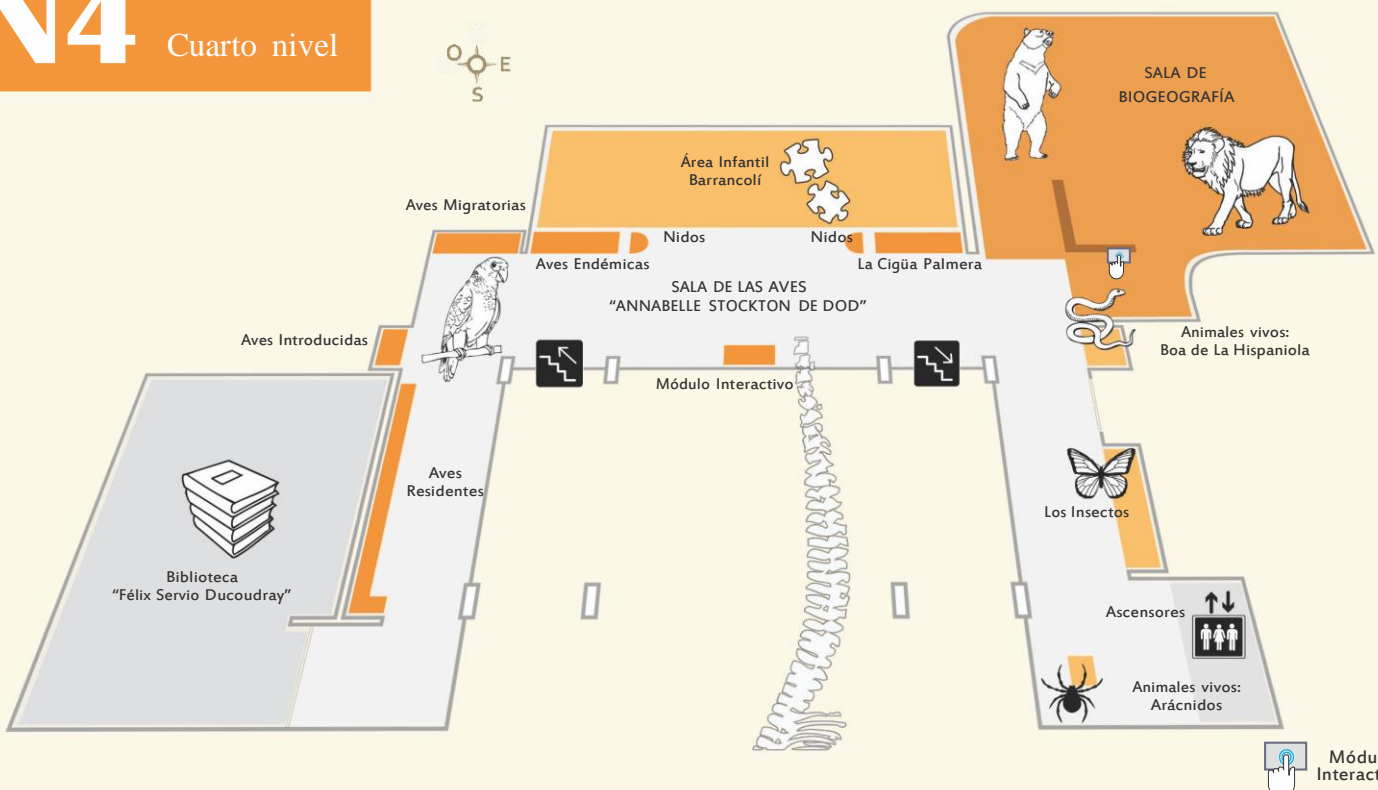 N4 Cuarto nivel
O E
S
SALA DE
BIOGEOGRAFÍA
Área Infantil
Barrancolí
Aves Migratorias
Nidos
Nidos
Aves Endémicas
La Cigüa Palmera
SALA DE LAS AVES
“ANNABELLE STOCKTON DE DOD”
Aves Introducidas
Animales vivos:
Boa de La Hispaniola
Módulo Interactivo
Aves
Residentes
Los Insectos
Biblioteca
“Félix Servio Ducoudray”
Ascensores
Animales vivos:
Arácnidos